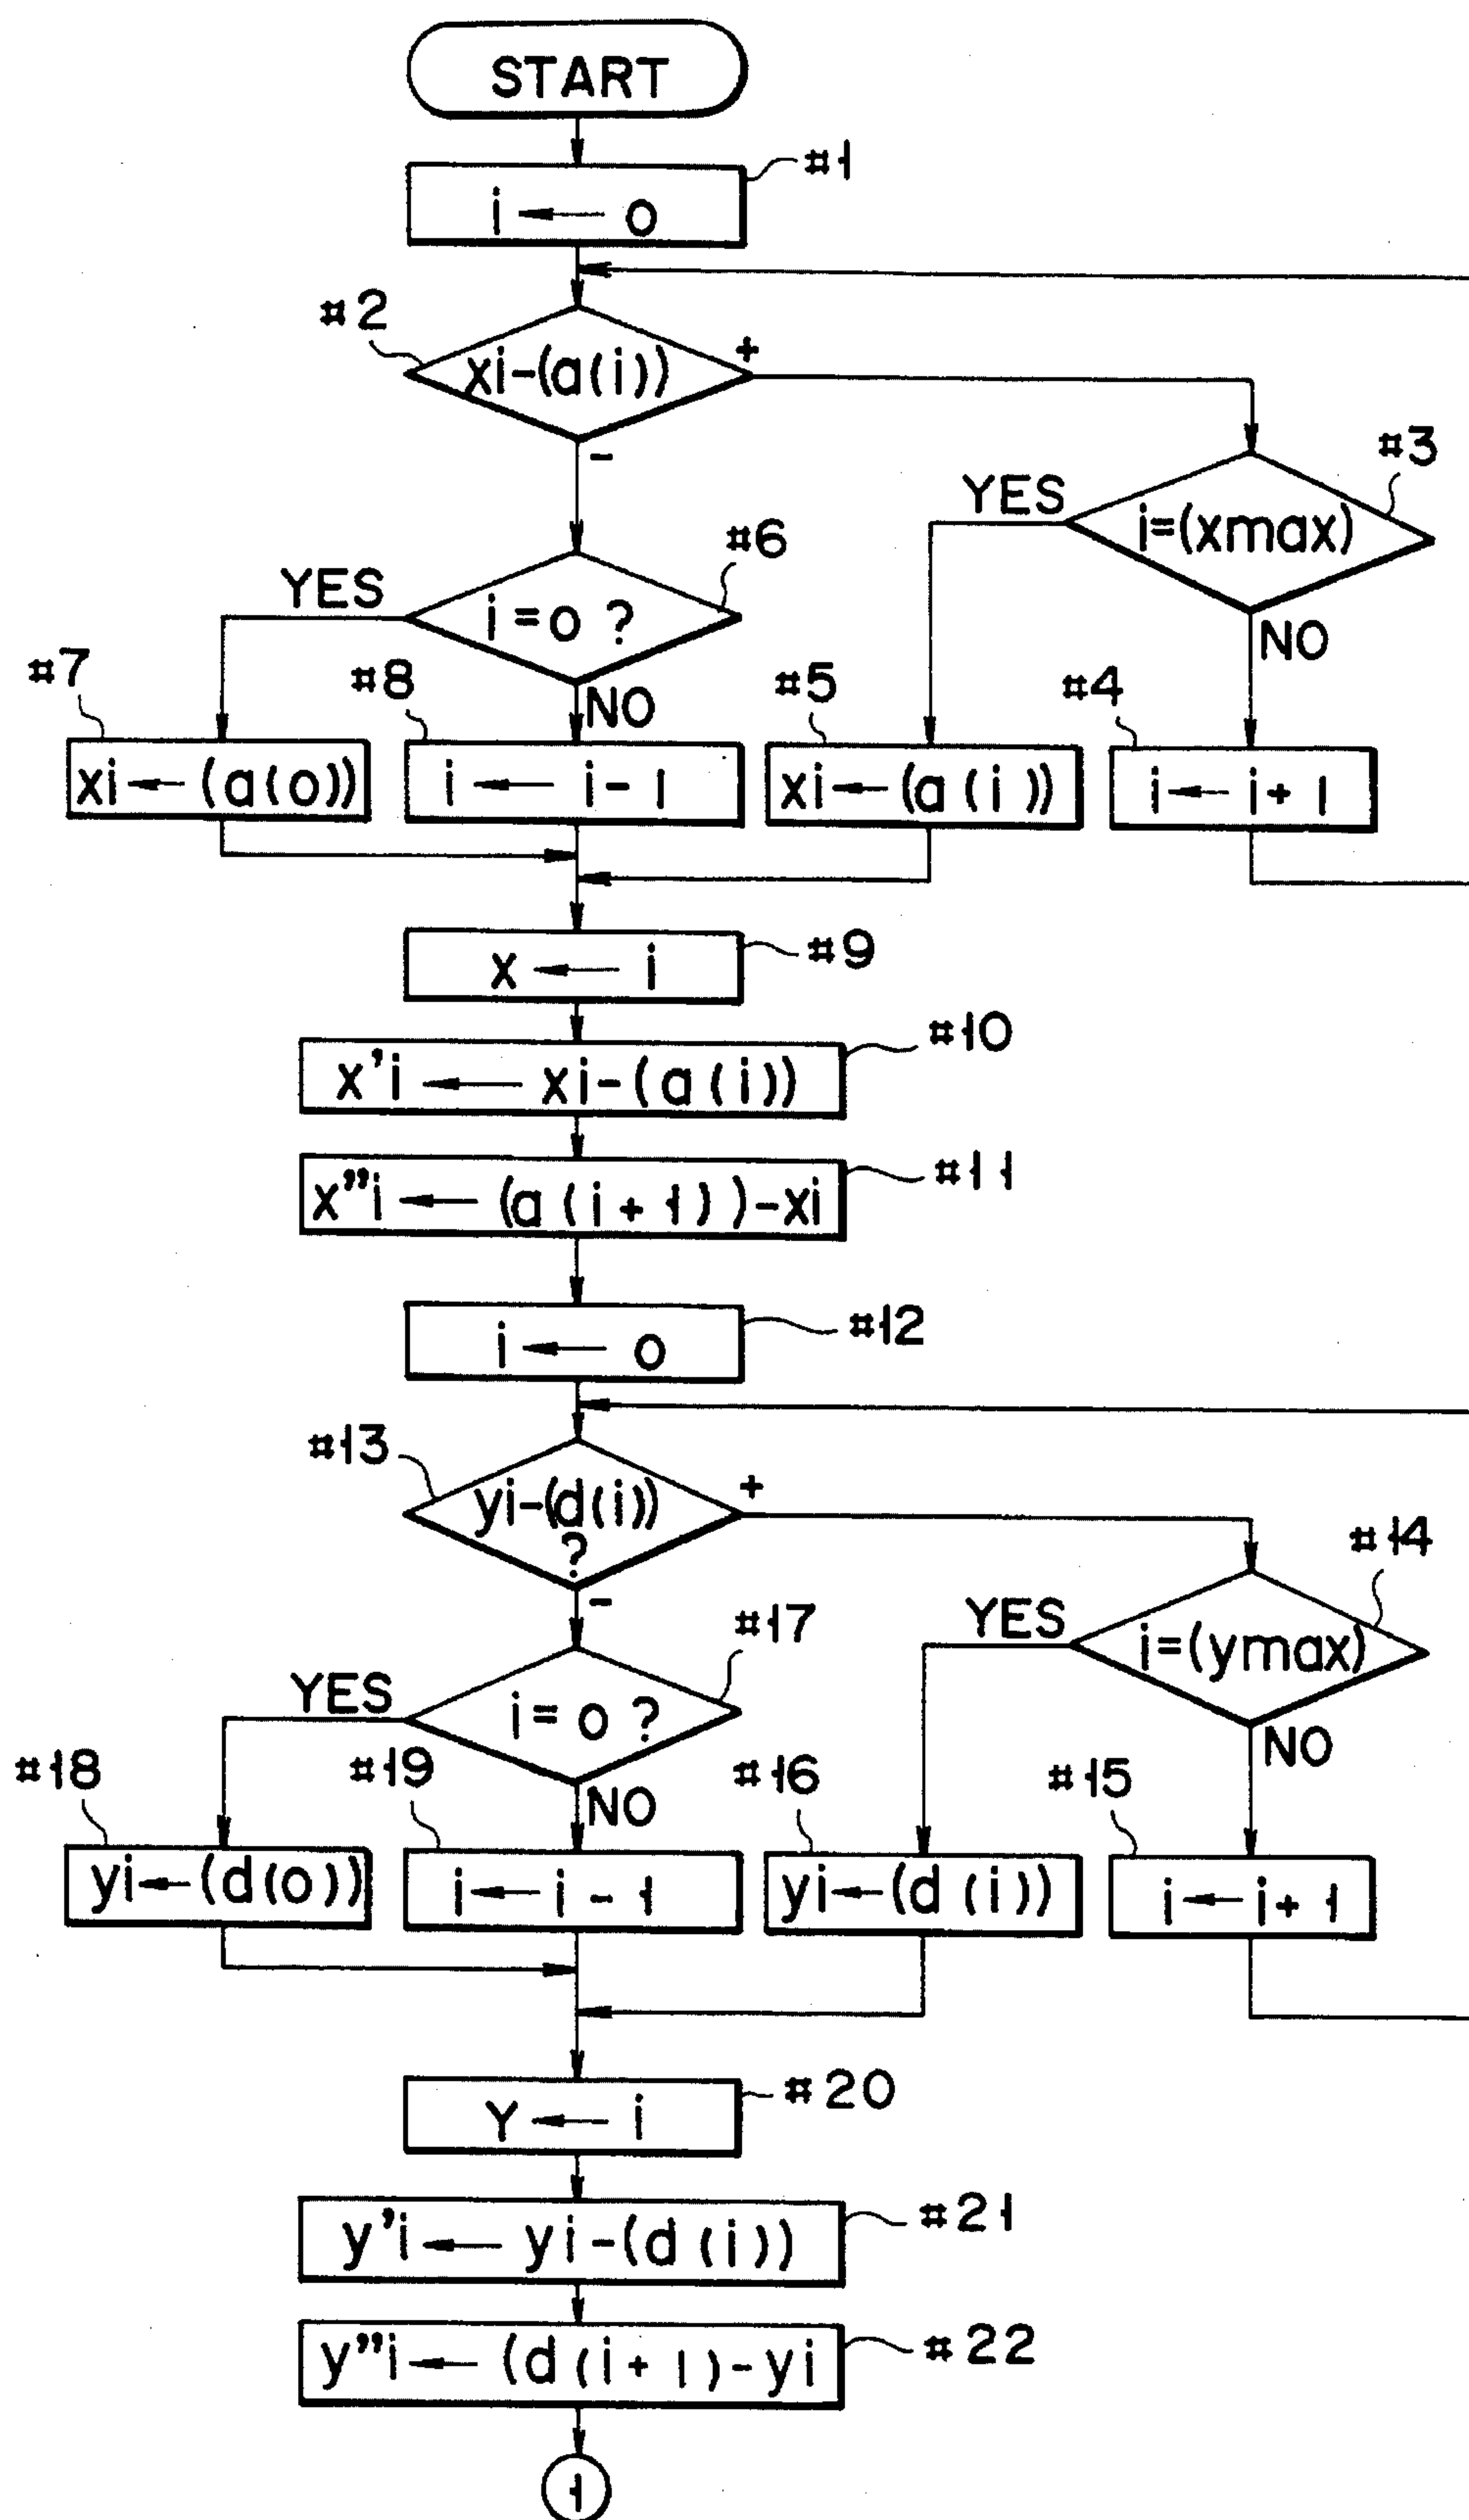 START
#1
i ← o
#2
xi-(a(i))
+
-
#3
i=(xmax)
YES
NO
#6
i=o ?
YES
NO
#7
xi←(a(o))
#8
i ← i-1
#5
xi←(a(i))
#4
i←i+1
#9
x ← i
#10
x'i ← xi-(a(i))
#11
x"i ← (a(i+1))-xi
#12
i ← o
#13
yi-(d(i))
?
+
-
#14
i=(ymax)
YES
NO
#17
i=o ?
YES
NO
#18
yi←(d(o))
#19
i←i-1
#16
yi←(d(i))
#15
i←i+1
#20
Y ← i
#21
y'i ← yi-(d(i))
#22
y"i ← (d(i+1)-yi
1